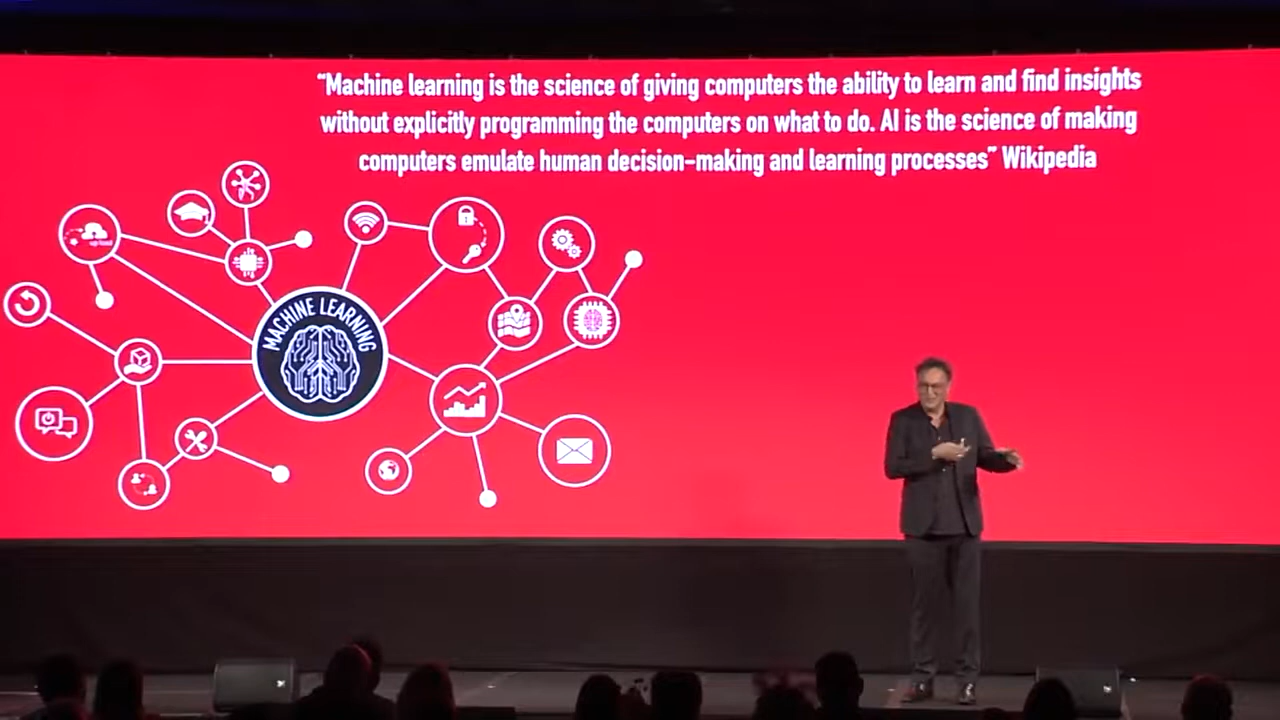 “Machine learning is the science of giving computers the ability to learn and find insights
without explicitly programming the computers on what to do. AI is the science of making
computers emulate human decision-making and learning processes” Wikipedia
MACHINE LEARNING